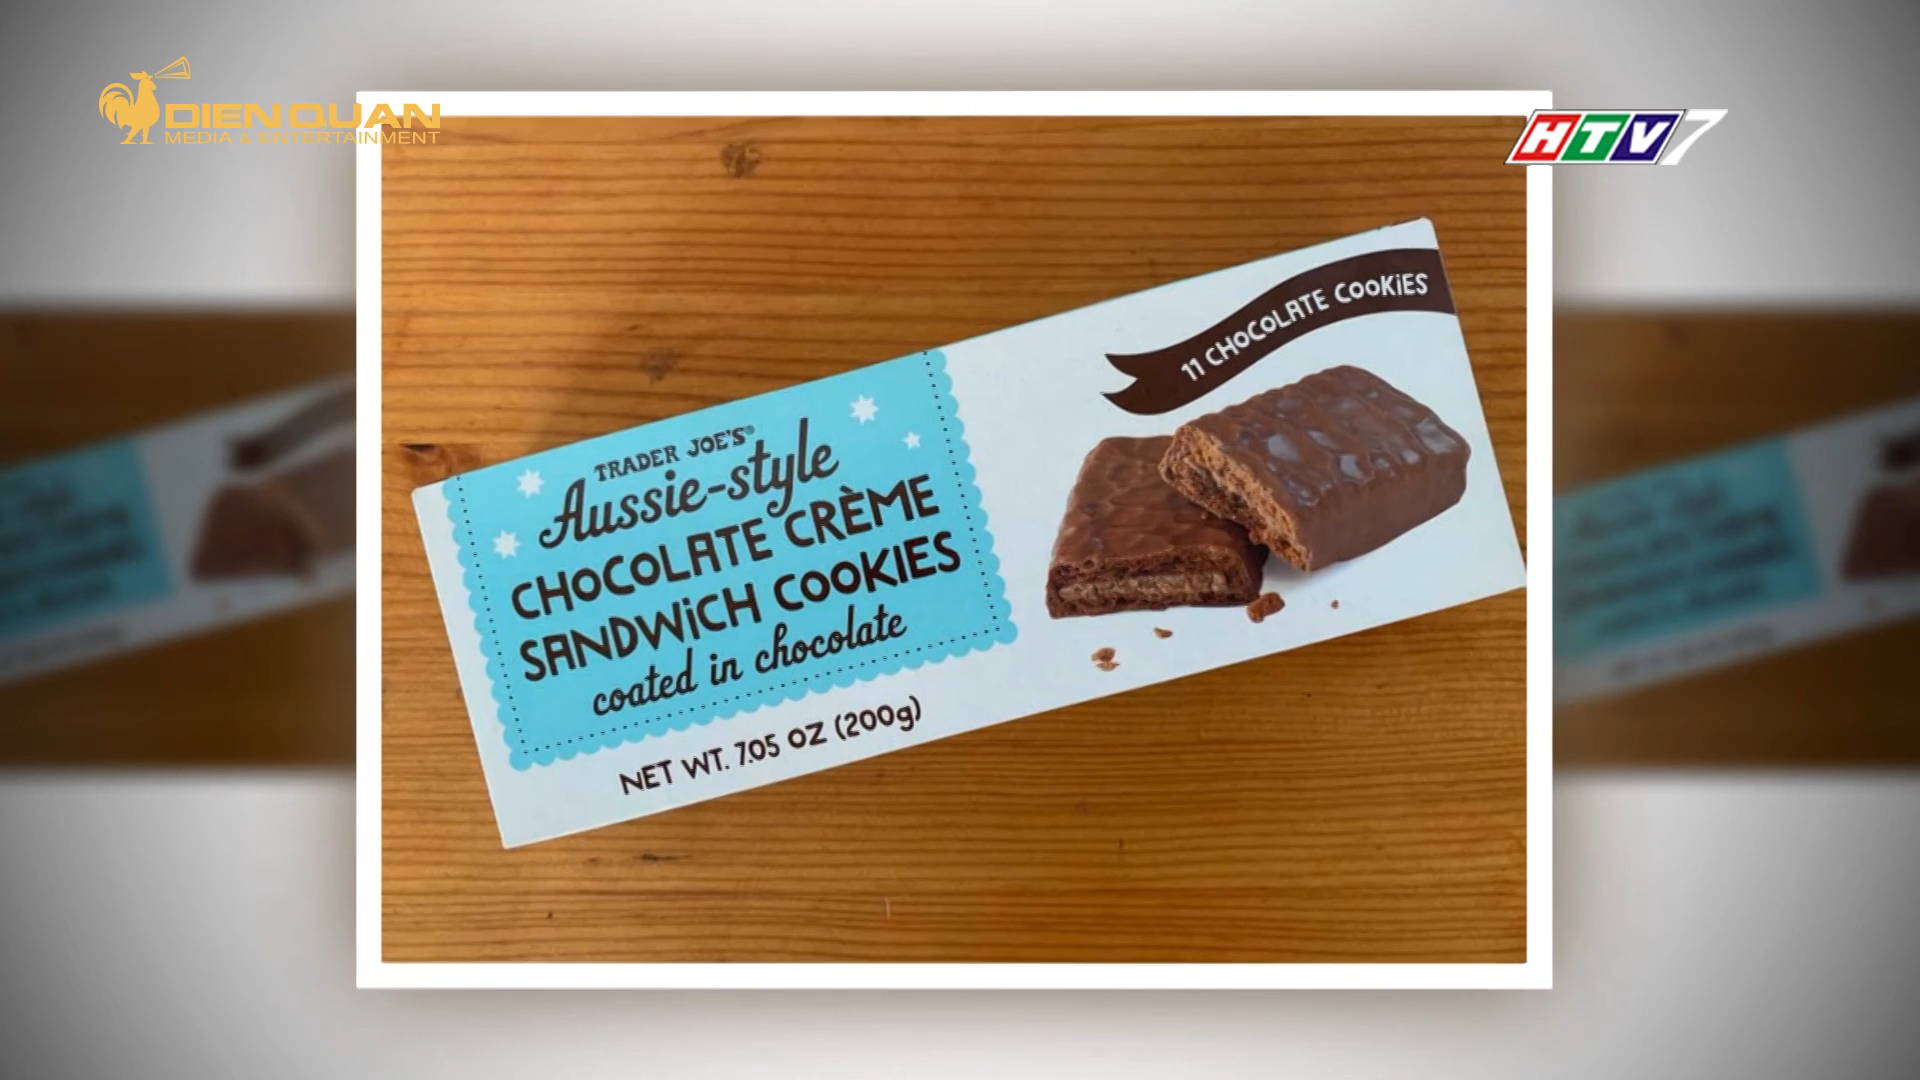 DIEN QUAN
MEDIA & ENTERTAINMENT
HTV7
11 CHOCOLATE COOKiES
TRADER JOE'S®
Aussie-style
CHOCOLATE CRÈME
SANDWiCH COOKIES
coated in chocolate
NET WT. 7.05 OZ (200g)